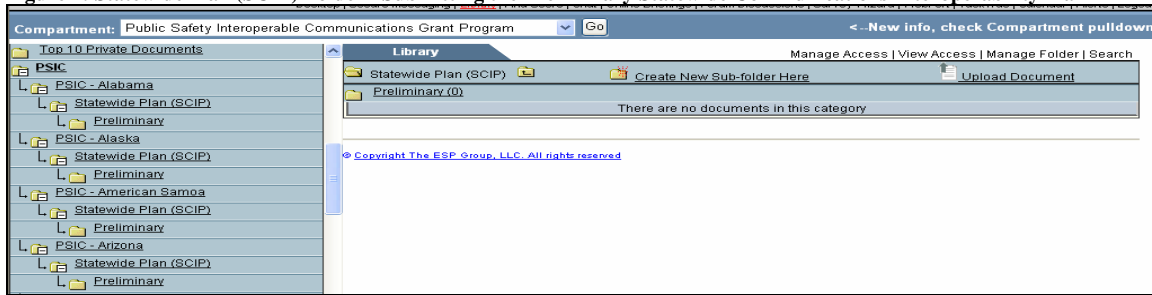 Compartment: Public Safety Interoperable Communications Grant Program Go <--New info, check Compartment pulldown
Top 10 Private Documents
PSIC
PSIC - Alabama
Statewide Plan (SCIP)
Preliminary
PSIC - Alaska
Statewide Plan (SCIP)
Preliminary
PSIC - American Samoa
Statewide Plan (SCIP)
Preliminary
PSIC - Arizona
Statewide Plan (SCIP)
Preliminary
Library
Manage Access | View Access | Manage Folder | Search
Statewide Plan (SCIP) Create New Sub-folder Here Upload Document
Preliminary (0)
There are no documents in this category
© Copyright The ESP Group, LLC. All rights reserved